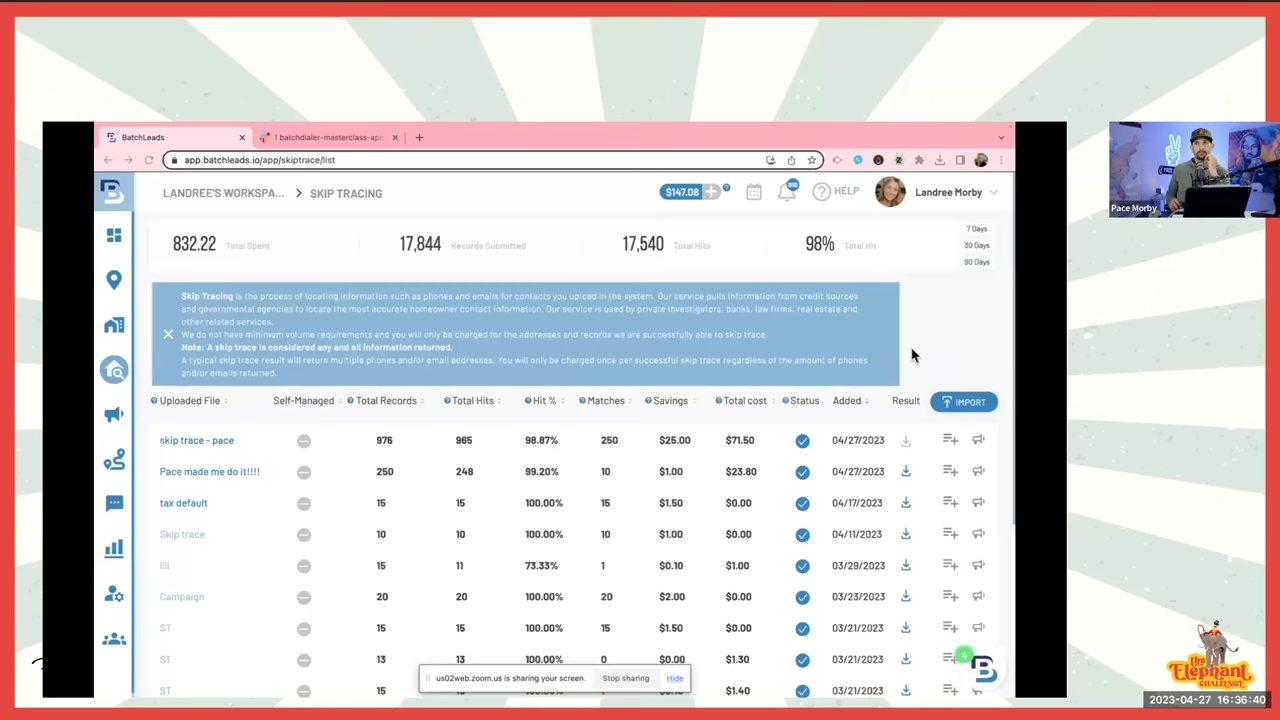 BatchLeads
! batchdialer-masterclass-apr
app.batchleads.io/app/skiptrace/list
Pace Morby
LANDREE'S WORKSPA... > SKIP TRACING
$147.08
610
HELP
Landree Morby
832.22 Total Spent
17,844 Records Submitted
17,540 Total Hits
98% Total Hit
7 Days
30 Days
90 Days
Skip Tracing is the process of locating information such as phones and emails for contacts you upload in the system. Our service pulls information from credit sources
and governmental agencies to locate the most accurate homeowner contact information. Our service is used by private investigators, banks, law firms, real estate and
other related services.
We do not have minimum volume requirements and you will only be charged for the addresses and records we are successfully able to skip trace.
Note: A skip trace is considered any and all information returned.
A typical skip trace result will return multiple phones and/or email addresses. You will only be charged once per successful skip trace regardless of the amount of phones
and/or emails returned.
Uploaded File Self-Managed Total Records Total Hits Hit % Matches Savings Total cost Status Added Result IMPORT
skip trace - pace 976 965 98.87% 250 $25.00 $71.50 04/27/2023
Pace made me do it!!!! 250 248 99.20% 10 $1.00 $23.80 04/27/2023
tax default 15 15 100.00% 15 $1.50 $0.00 04/17/2023
Skip trace 10 10 100.00% 10 $1.00 $0.00 04/11/2023
llll 15 11 73.33% 1 $0.10 $1.00 03/29/2023
Campaign 20 20 100.00% 20 $2.00 $0.00 03/23/2023
ST 15 15 100.00% 15 $1.50 $0.00 03/21/2023
ST 13 13 100.00% 0 $0.00 $1.30 03/21/2023
ST 15 15 100.00% $1.40 03/21/2023
us02web.zoom.us is sharing your screen. Stop sharing Hide
4
the Elephant
CHALLENGE
2023-04-27 16:36:40